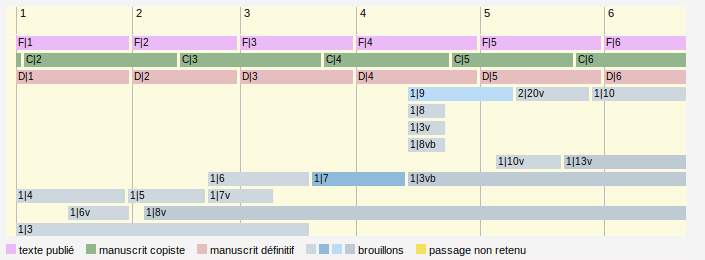 1 2 3 4 5 6
F|1 F|2 F|3 F|4 F|5 F|6
C|2 C|3 C|4 C|5 C|6
D|1 D|2 D|3 D|4 D|5 D|6
1|9 2|20v 1|10
1|8
1|3v
1|8vb
1|10v 1|13v
1|6 1|7 1|3vb
1|4 1|5 1|7v
1|6v 1|8v
1|3
texte publié manuscrit copiste manuscrit définitif brouillons passage non retenu